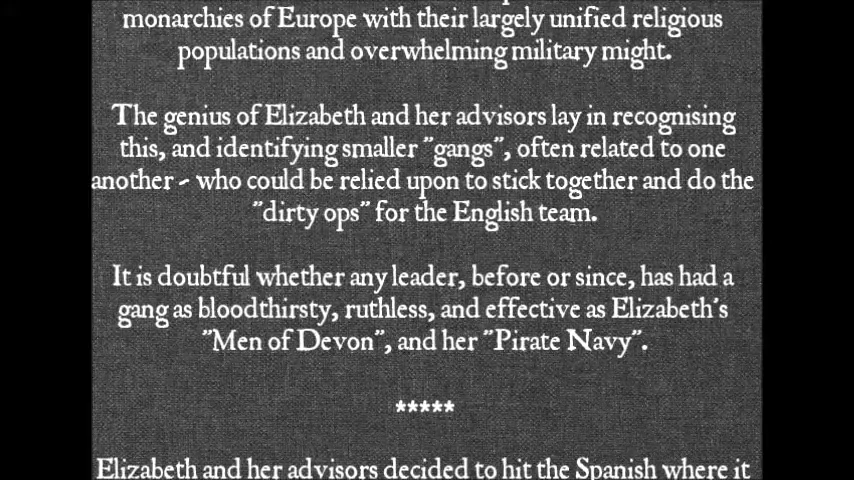 monarchies of Europe with their largely unified religious
populations and overwhelming military might.
The genius of Elizabeth and her advisors lay in recognising
this, and identifying smaller "gangs", often related to one
another - who could be relied upon to stick together and do the
"dirty ops" for the English team.
It is doubtful whether any leader, before or since, has had a
gang as bloodthirsty, ruthless, and effective as Elizabeth's
"Men of Devon", and her "Pirate Navy".
*****
Elizabeth and her advisors decided to hit the Spanish where it